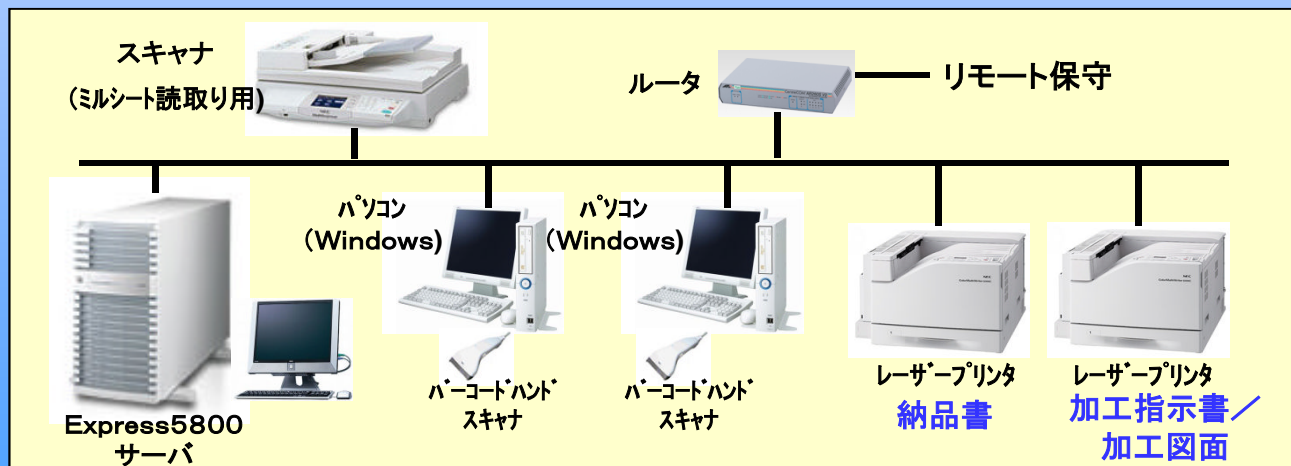 スキャナ
(ミルシート読取り用)
ルータ
リモート保守
パソコン
(Windows)
パソコン
(Windows)
Express5800
サーバ
バーコードハンド
スキャナ
バーコードハンド
スキャナ
レーザープリンタ
納品書
レーザープリンタ
加工指示書／
加工図面